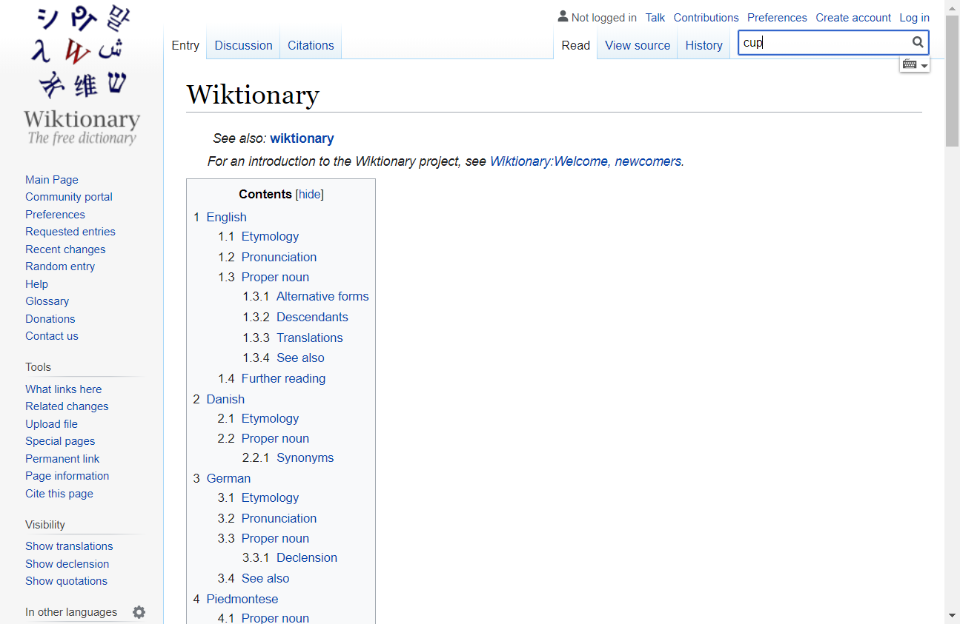 Not logged in Talk Contributions Preferences Create account Log in
Entry Discussion Citations Read View source History cup
Wiktionary
The free dictionary
Wiktionary
See also: wiktionary
For an introduction to the Wiktionary project, see Wiktionary:Welcome, newcomers.
Main Page
Community portal
Preferences
Requested entries
Recent changes
Random entry
Help
Glossary
Donations
Contact us
Tools
What links here
Related changes
Upload file
Special pages
Permanent link
Page information
Cite this page
Visibility
Show translations
Show declension
Show quotations
In other languages
Contents [hide]
1 English
1.1 Etymology
1.2 Pronunciation
1.3 Proper noun
1.3.1 Alternative forms
1.3.2 Descendants
1.3.3 Translations
1.3.4 See also
1.4 Further reading
2 Danish
2.1 Etymology
2.2 Proper noun
2.2.1 Synonyms
3 German
3.1 Etymology
3.2 Pronunciation
3.3 Proper noun
3.3.1 Declension
3.4 See also
4 Piedmontese
4.1 Proper noun